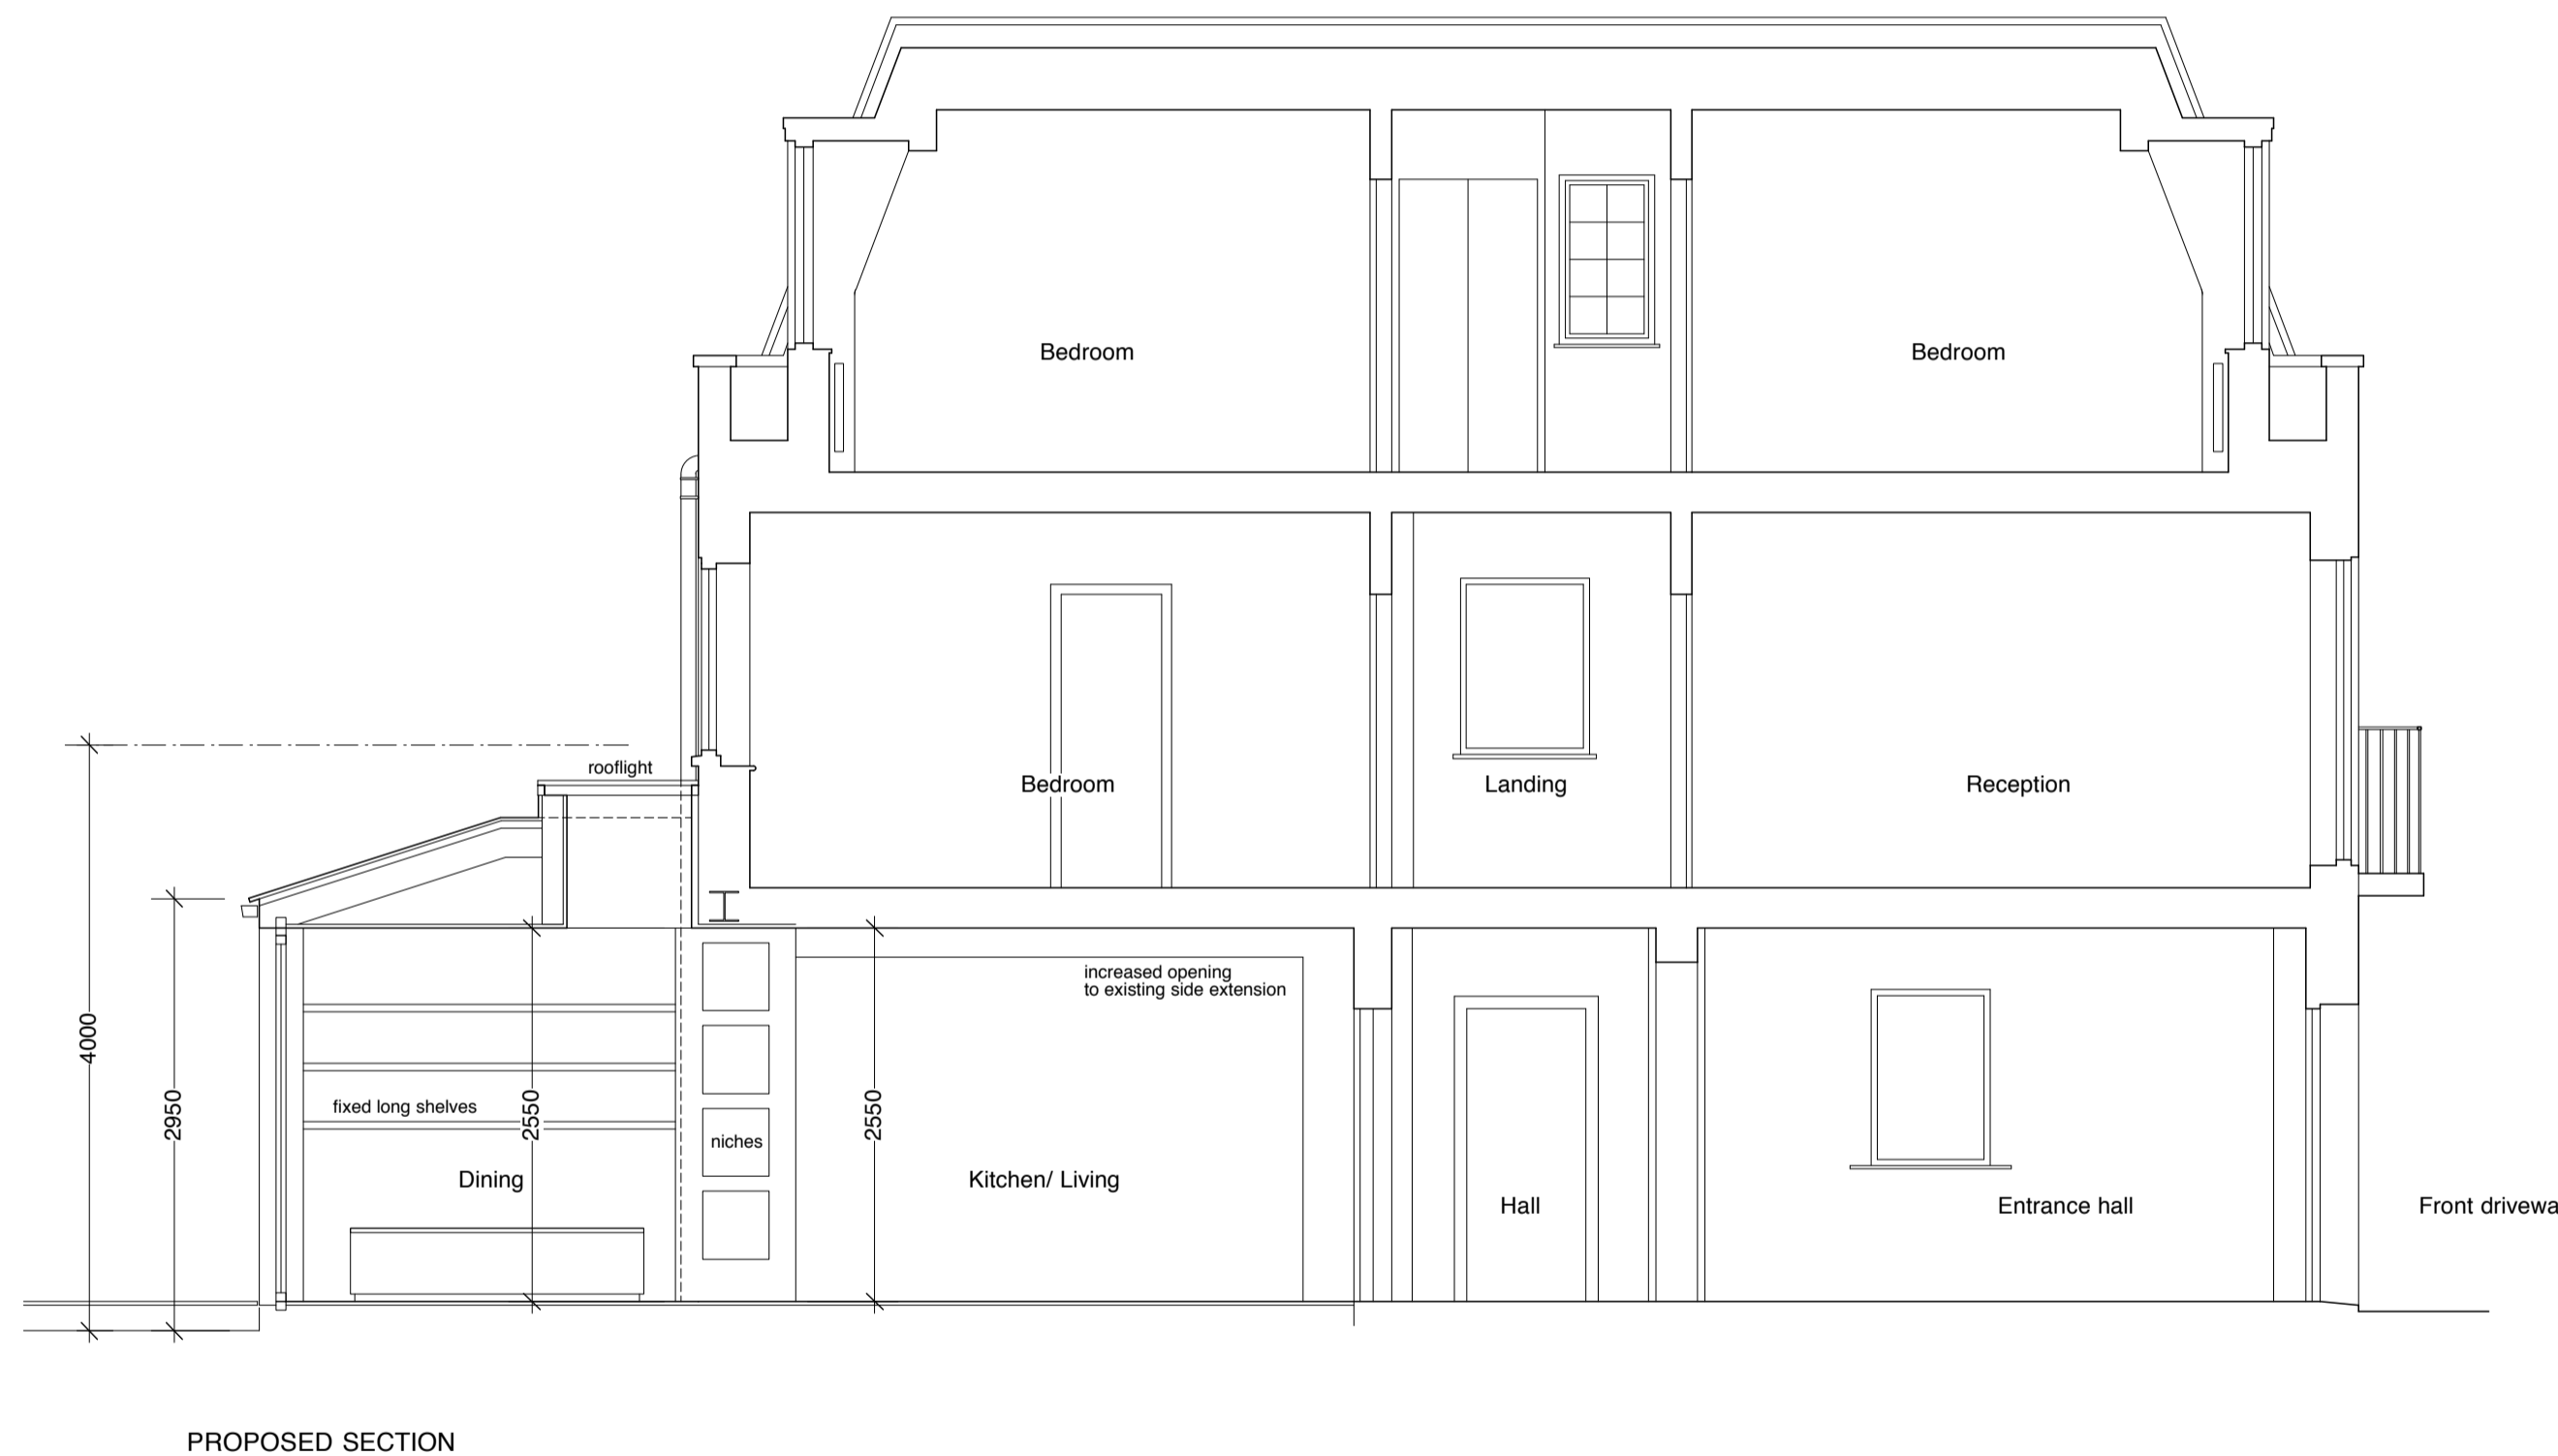 Bedroom
Bedroom
rooflight
Bedroom
Landing
Reception
increased opening
to existing side extension
4000
2950
fixed long shelves
2550
niches
2550
Dining
Kitchen/ Living
Hall
Entrance hall
Front drivewa
PROPOSED SECTION